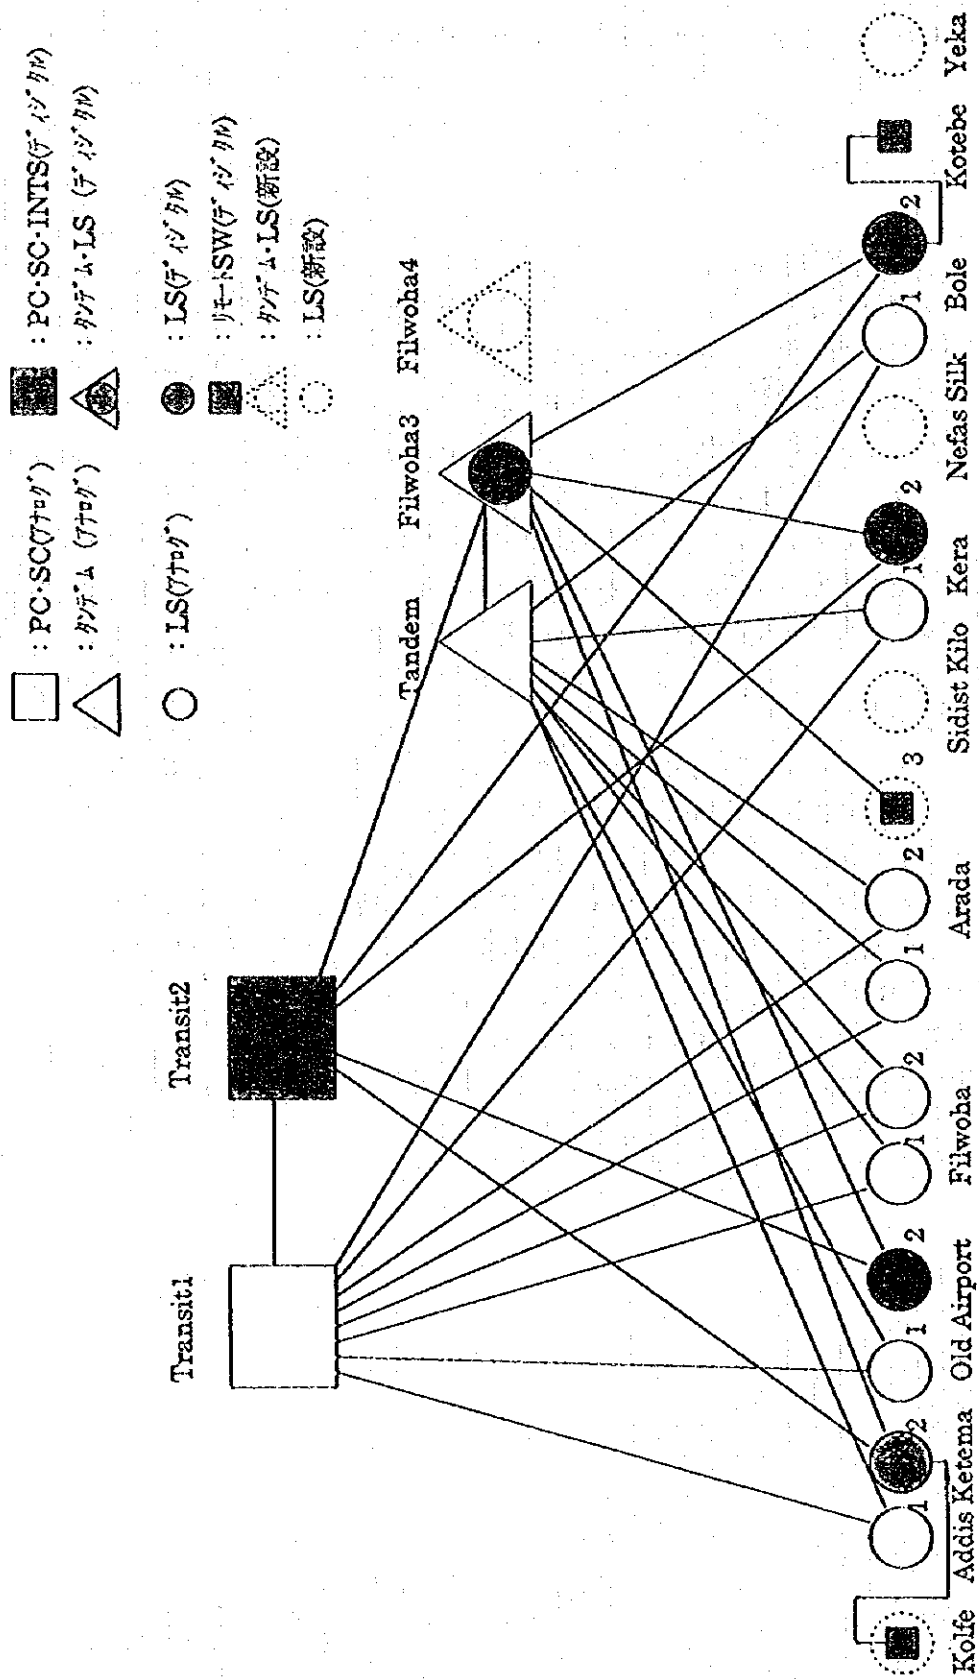 : PC·SC(アナログ)
: PC·SC·INTS(ディジタル)
: タンデム (アナログ)
: タンデム·LS (ディジタル)
: LS(アナログ)
: LS(ディジタル)
: リモートSW(ディジタル)
: タンデム·LS(新設)
: LS(新設)
Transit1
Transit2
Tandem
Filwoha3
Filwoha4
1
2
1
2
1
2
1
2
3
1
2
1
2
Kolfe
Addis Ketema
Old Airport
Filwoha
Arada
Sidist Kilo
Kera
Nefas Silk
Bole
Kotebe
Yeka